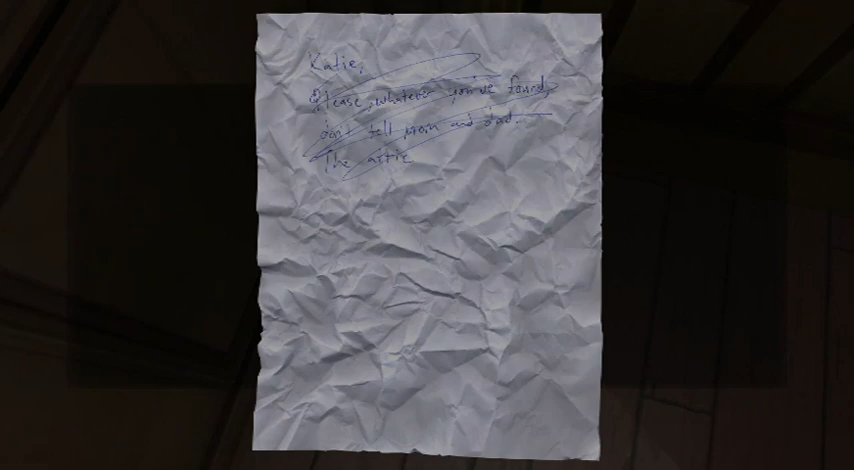 Katie,
Please, whatever you've found,
don't tell mom and dad.
The attic